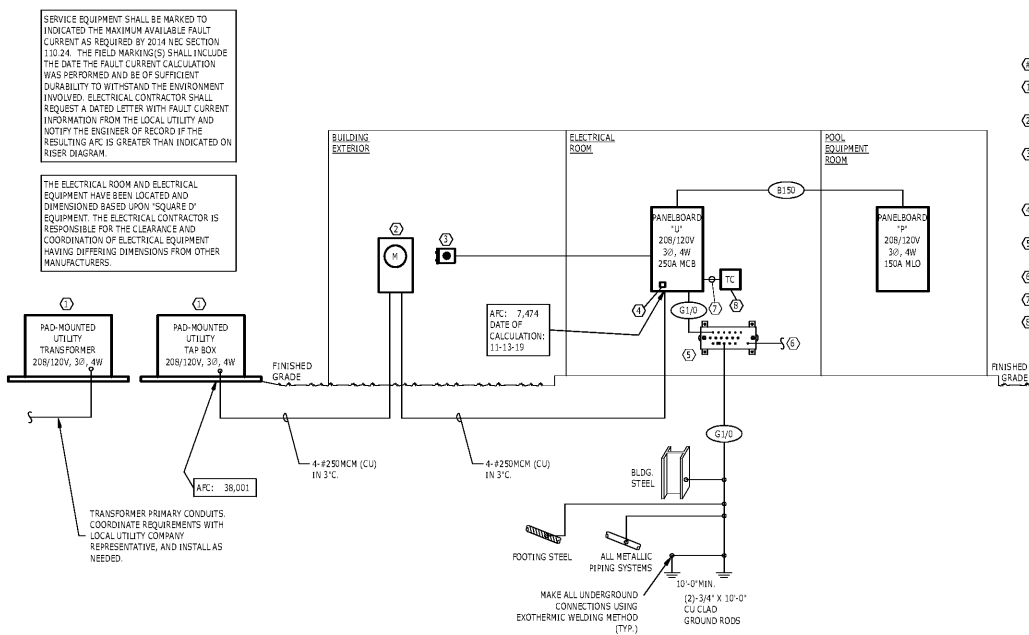 SERVICE EQUIPMENT SHALL BE MARKED TO
INDICATED THE MAXIMUM AVAILABLE FAULT
CURRENT AS REQUIRED BY 2014 NEC SECTION
110.24. THE FIELD MARKING(S) SHALL INCLUDE
THE DATE THE FAULT CURRENT CALCULATION
WAS PERFORMED AND BE OF SUFFICIENT
DURABILITY TO WITHSTAND THE ENVIRONMENT
INVOLVED. ELECTRICAL CONTRACTOR SHALL
REQUEST A DATED LETTER WITH FAULT CURRENT
INFORMATION FROM THE LOCAL UTILITY AND
NOTIFY THE ENGINEER OF RECORD IF THE
RESULTING AFC IS GREATER THAN INDICATED ON
RISER DIAGRAM.
THE ELECTRICAL ROOM AND ELECTRICAL
EQUIPMENT HAVE BEEN LOCATED AND
DIMENSIONED BASED UPON "SQUARE D"
EQUIPMENT. THE ELECTRICAL CONTRACTOR IS
RESPONSIBLE FOR THE CLEARANCE AND
COORDINATION OF ELECTRICAL EQUIPMENT
HAVING DIFFERING DIMENSIONS FROM OTHER
MANUFACTURERS.
BUILDING
EXTERIOR
ELECTRICAL
ROOM
POOL
EQUIPMENT
ROOM
B150
PANELBOARD
"U"
208/120V
3Ø, 4W
250A MCB
PANELBOARD
"P"
208/120V
3Ø, 4W
150A MLO
2
3
M
TC
4
7
8
G1/0
5
6
AFC: 7,474
DATE OF
CALCULATION:
11-13-19
1
1
PAD-MOUNTED
UTILITY
TRANSFORMER
208/120V, 3Ø, 4W
PAD-MOUNTED
UTILITY
TAP BOX
208/120V, 3Ø, 4W
FINISHED
GRADE
FINISHED
GRADE
G1/0
4-#250MCM (CU)
IN 3"C.
4-#250MCM (CU)
IN 3"C.
AFC: 38,001
BLDG.
STEEL
TRANSFORMER PRIMARY CONDUITS.
COORDINATE REQUIREMENTS WITH
LOCAL UTILITY COMPANY
REPRESENTATIVE, AND INSTALL AS
NEEDED.
FOOTING STEEL
ALL METALLIC
PIPING SYSTEMS
10'-0"MIN.
(2)-3/4" X 10'-0"
CU CLAD
GROUND RODS
MAKE ALL UNDERGROUND
CONNECTIONS USING
EXOTHERMIC WELDING METHOD
(TYP.)